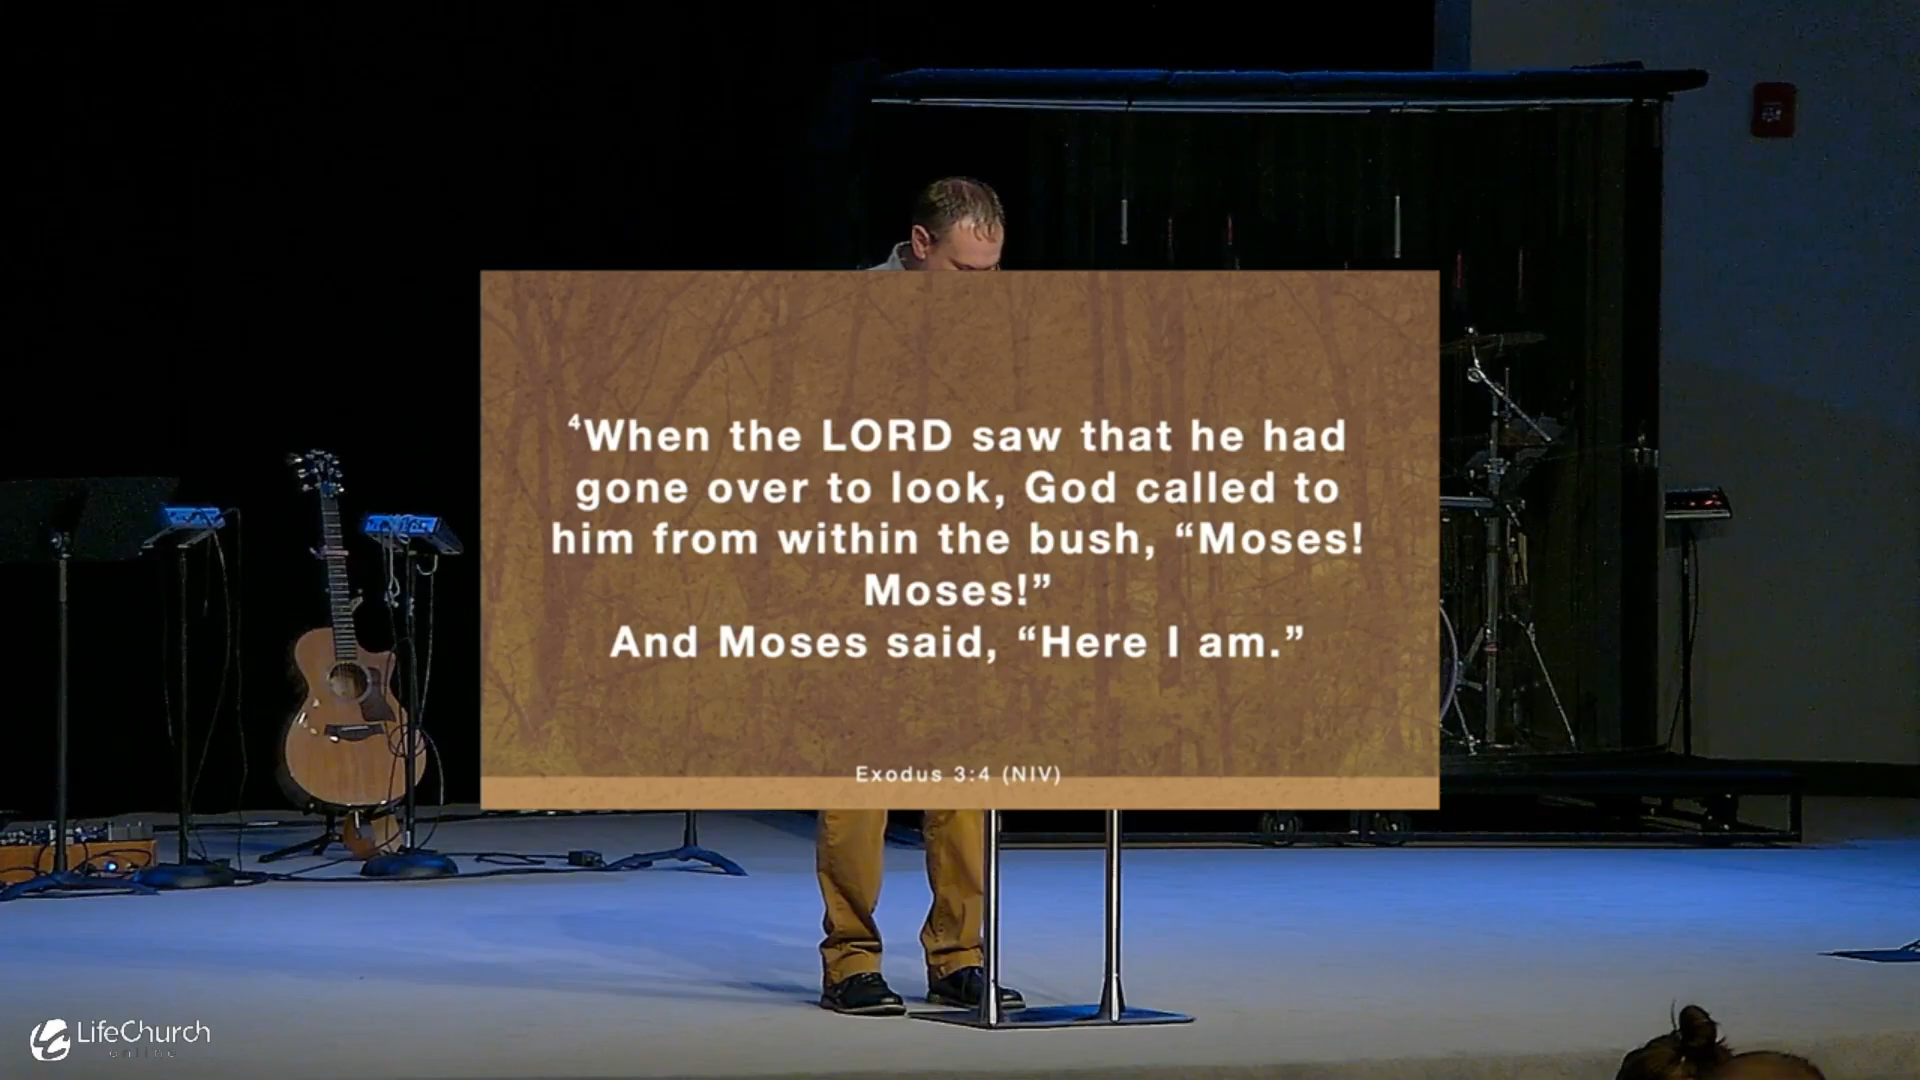 ⁴When the LORD saw that he had
gone over to look, God called to
him from within the bush, “Moses!
Moses!”
And Moses said, “Here I am.”
Exodus 3:4 (NIV)
LifeChurch
online